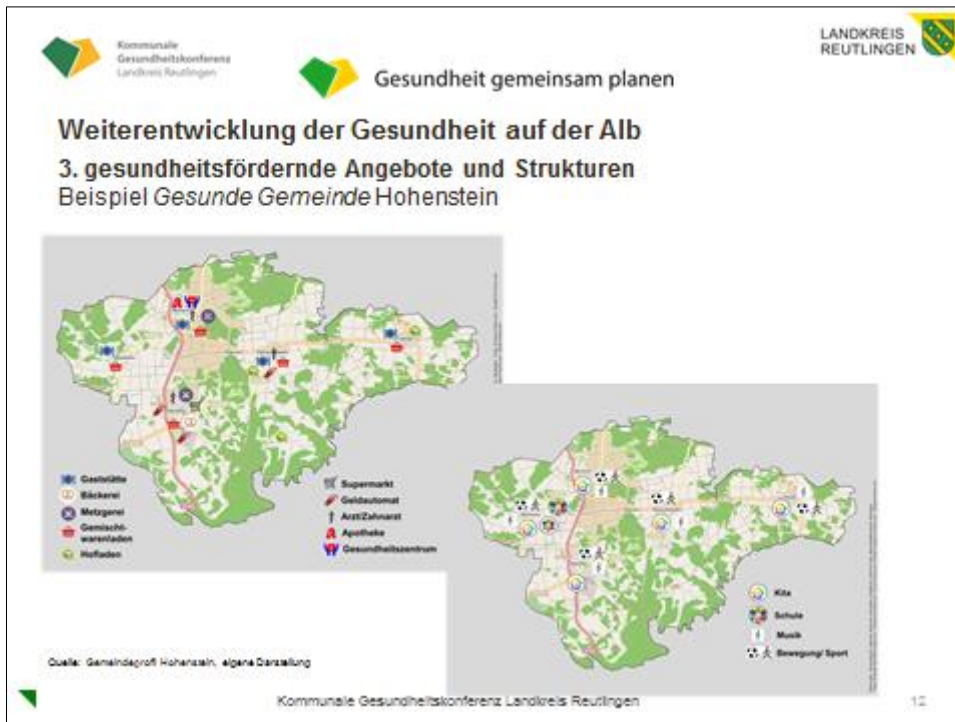 Kommunale
Gesundheitskonferenz
Landkreis Reutlingen
Gesundheit gemeinsam planen
LANDKREIS
REUTLINGEN
Weiterentwicklung der Gesundheit auf der Alb
3. gesundheitsfördernde Angebote und Strukturen
Beispiel Gesunde Gemeinde Hohenstein
Gaststätte
Bäckerei
Metzgerei
Gemischt-
warenladen
Hofladen
Supermarkt
Geldautomat
Arzt/Zahnarzt
Apotheke
Gesundheitszentrum
Kita
Schule
Musik
Bewegung/ Sport
Quelle: Gemeindeprofil Hohenstein, eigene Darstellung
Kommunale Gesundheitskonferenz Landkreis Reutlingen
12